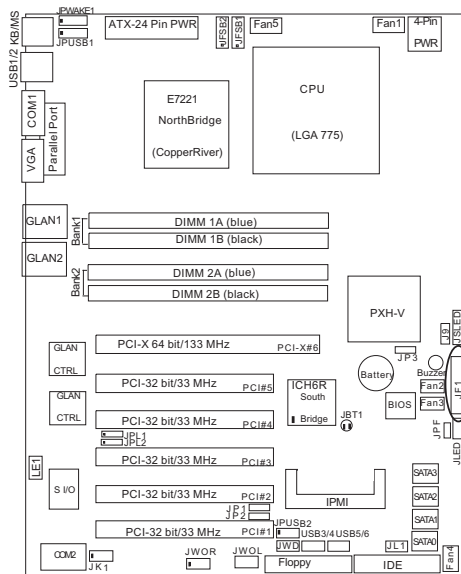 JPWAKE1
KB/MS
JPUSB1
ATX-24 Pin PWR
JFSB2
JFSB1
Fan5
Fan1
4-Pin
PWR
USB1/2
COM1
Parallel Port
VGA
E7221
NorthBridge
(CopperRiver)
CPU
(LGA 775)
GLAN1
GLAN2
Bank1
DIMM 1A (blue)
DIMM 1B (black)
Bank2
DIMM 2A (blue)
DIMM 2B (black)
PXH-V
J9
JSLED
JP3
GLAN
CTRL
PCI-X 64 bit/133 MHz
PCI-X#6
Battery
Buzzer
Fan2
JF1
PCI-32 bit/33 MHz
PCI#5
ICH6R
South
Bridge
BIOS
Fan3
GLAN
CTRL
PCI-32 bit/33 MHz
PCI#4
JBT1
JPF
JPL1
JPL2
JLED
PCI-32 bit/33 MHz
PCI#3
LE1
S I/O
SATA3
PCI-32 bit/33 MHz
PCI#2
IPMI
SATA2
JP1
JP2
SATA1
PCI-32 bit/33 MHz
PCI#1
JPUSB2
USB3/4
USB5/6
JWD
JL1
SATA0
COM2
JK1
JWOR
JWOL
Floppy
IDE
Fan4